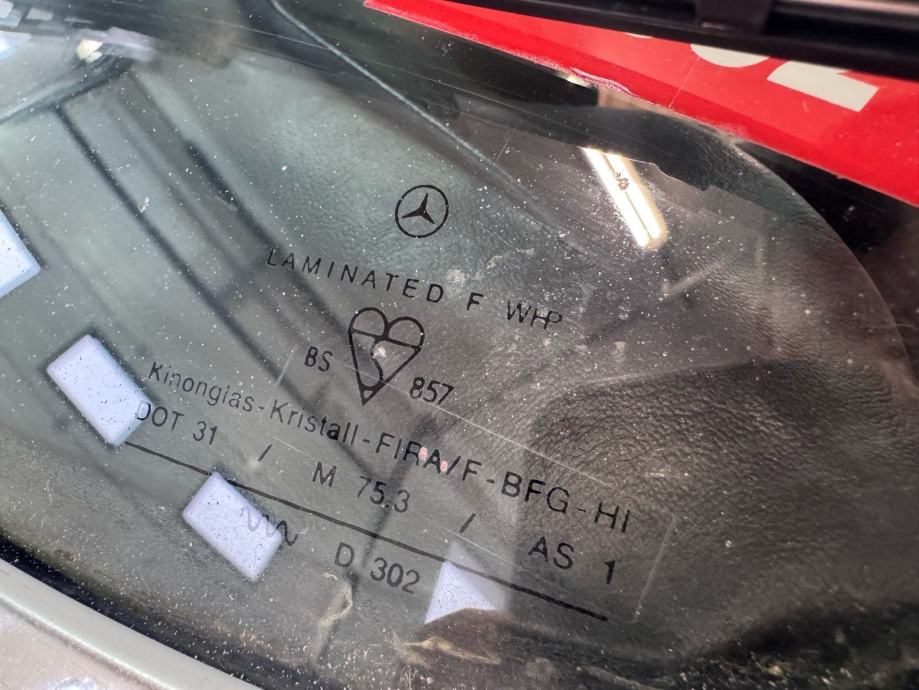 LAMINATED F WHP
BS 857
Kinonglas-Kristall-FIRA/F-BFG-HI
DOT 31 / M 75.3 / AS 1
D 302